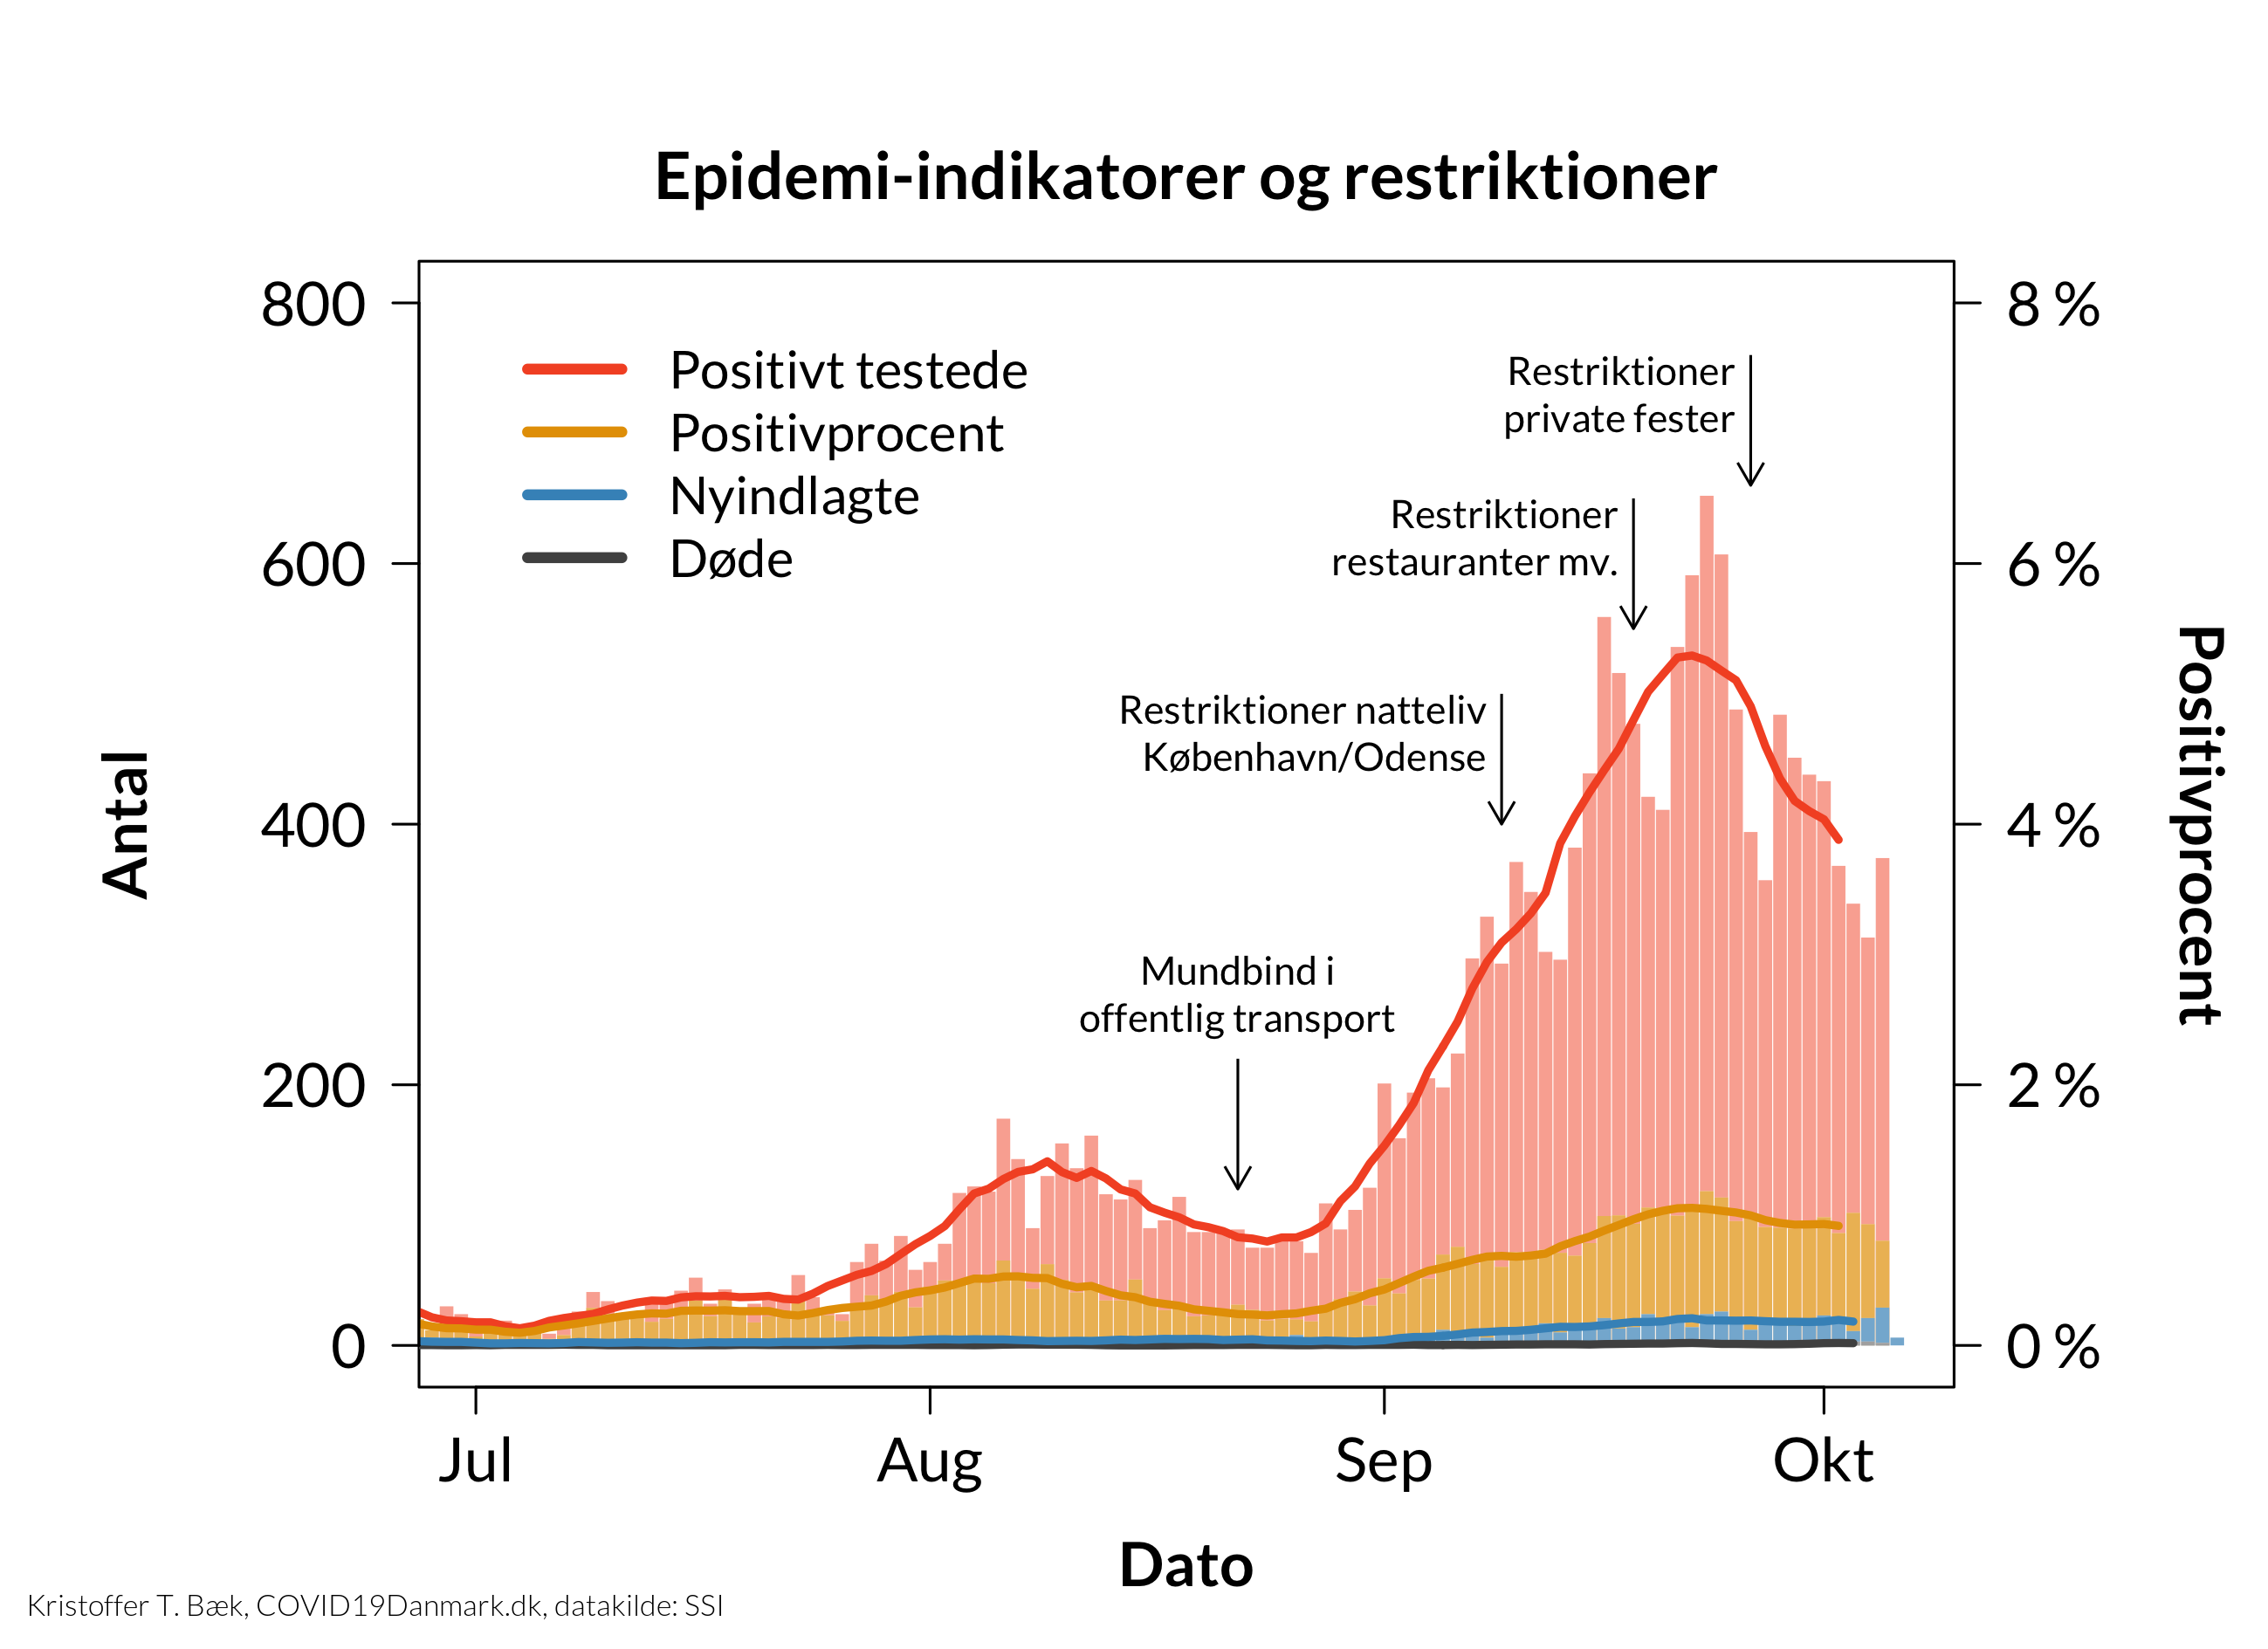 Epidemi-indikatorer og restriktioner
800
600
400
200
0
Antal
8 %
6 %
4 %
2 %
0 %
Positivprocent
Positivt testede
Positivprocent
Nyindlagte
Døde
Restriktioner
private fester
Restriktioner
restauranter mv.
Restriktioner natteliv
København/Odense
Mundbind i
offentlig transport
Jul
Aug
Sep
Okt
Dato
Kristoffer T. Bæk, COVID19Danmark.dk, datakilde: SSI